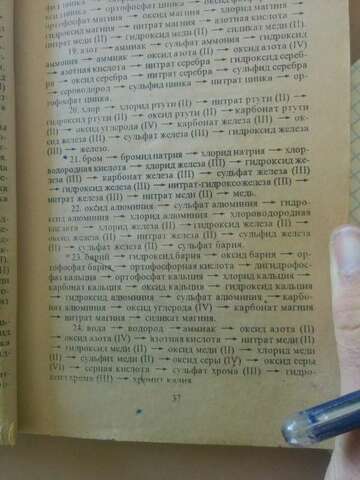 ид цинка
цинка → ортофосфат цинка →
ортофосфат магния → оксид магния → хлорид магния →
нитрат магния → азотная кислота →
нитрат меди (II) → гидроксид меди (II) → силикат меди (II).
19. азот → аммиак → сульфат аммония → гидроксид
аммония → аммиак → оксид азота (II) → оксид азота (IV)
→ азотная кислота → нитрат серебра → гидроксид сереб-
ра → оксид серебра → нитрат серебра → сульфид серебра
→ сероводород → сульфид цинка → нитрат цинка → ор-
тофосфат цинка.
20. хлор → хлорид ртути (II) → нитрат ртути (II) →
гидроксид ртути (II) → оксид ртути (II) → карбонат ртути
(II) → оксид углерода (IV) → карбонат железа (II) → оксид
железа (II) → сульфат железа (III) → гидроксид железа
(III) → железо.
*21. бром → бромид натрия → хлорид натрия → хлор-
водородная кислота → хлорид железа (III) → гидроксид же-
леза (III) → карбонат железа (III) → сульфат железа (III)
→ гидроксид железа (III) → нитрат-гидроксожелеза (III) →
нитрат железа (III) → нитрат меди (II) → медь.
22. оксид алюминия → сульфат алюминия → гидро-
ксид алюминия → хлорид алюминия → хлороводородная
кислота → хлорид железа (II) → гидроксид железа (II) →
оксид железа (II) → нитрат железа (II) → сульфид железа
(II) → сульфат железа (II) → сульфат бария.
*23. барий → гидроксид бария → оксид бария → ор-
тофосфат бария → ортофосфорная кислота → дигидрофос-
фат кальция → ортофосфат кальция → хлорид кальция →
карбонат кальция → оксид кальция → гидроксид кальция
→ гидроксид алюминия → сульфат алюминия → карбо-
нат алюминия → оксид углерода (IV) → карбонат магния
→ нитрат магния → силикат магния.
24. вода → водород → аммиак → оксид азота (II) →
оксид азота (IV) → азотная кислота → нитрат меди (II) →
гидроксид меди (II) → оксид меди (II) → хлорид меди
(II) → сульфит меди (II) → оксид серы (IV) → оксид серы
(VI) → серная кислота → сульфат хрома (III) → гидро-
ксид хрома (III) → хромит калия.
37